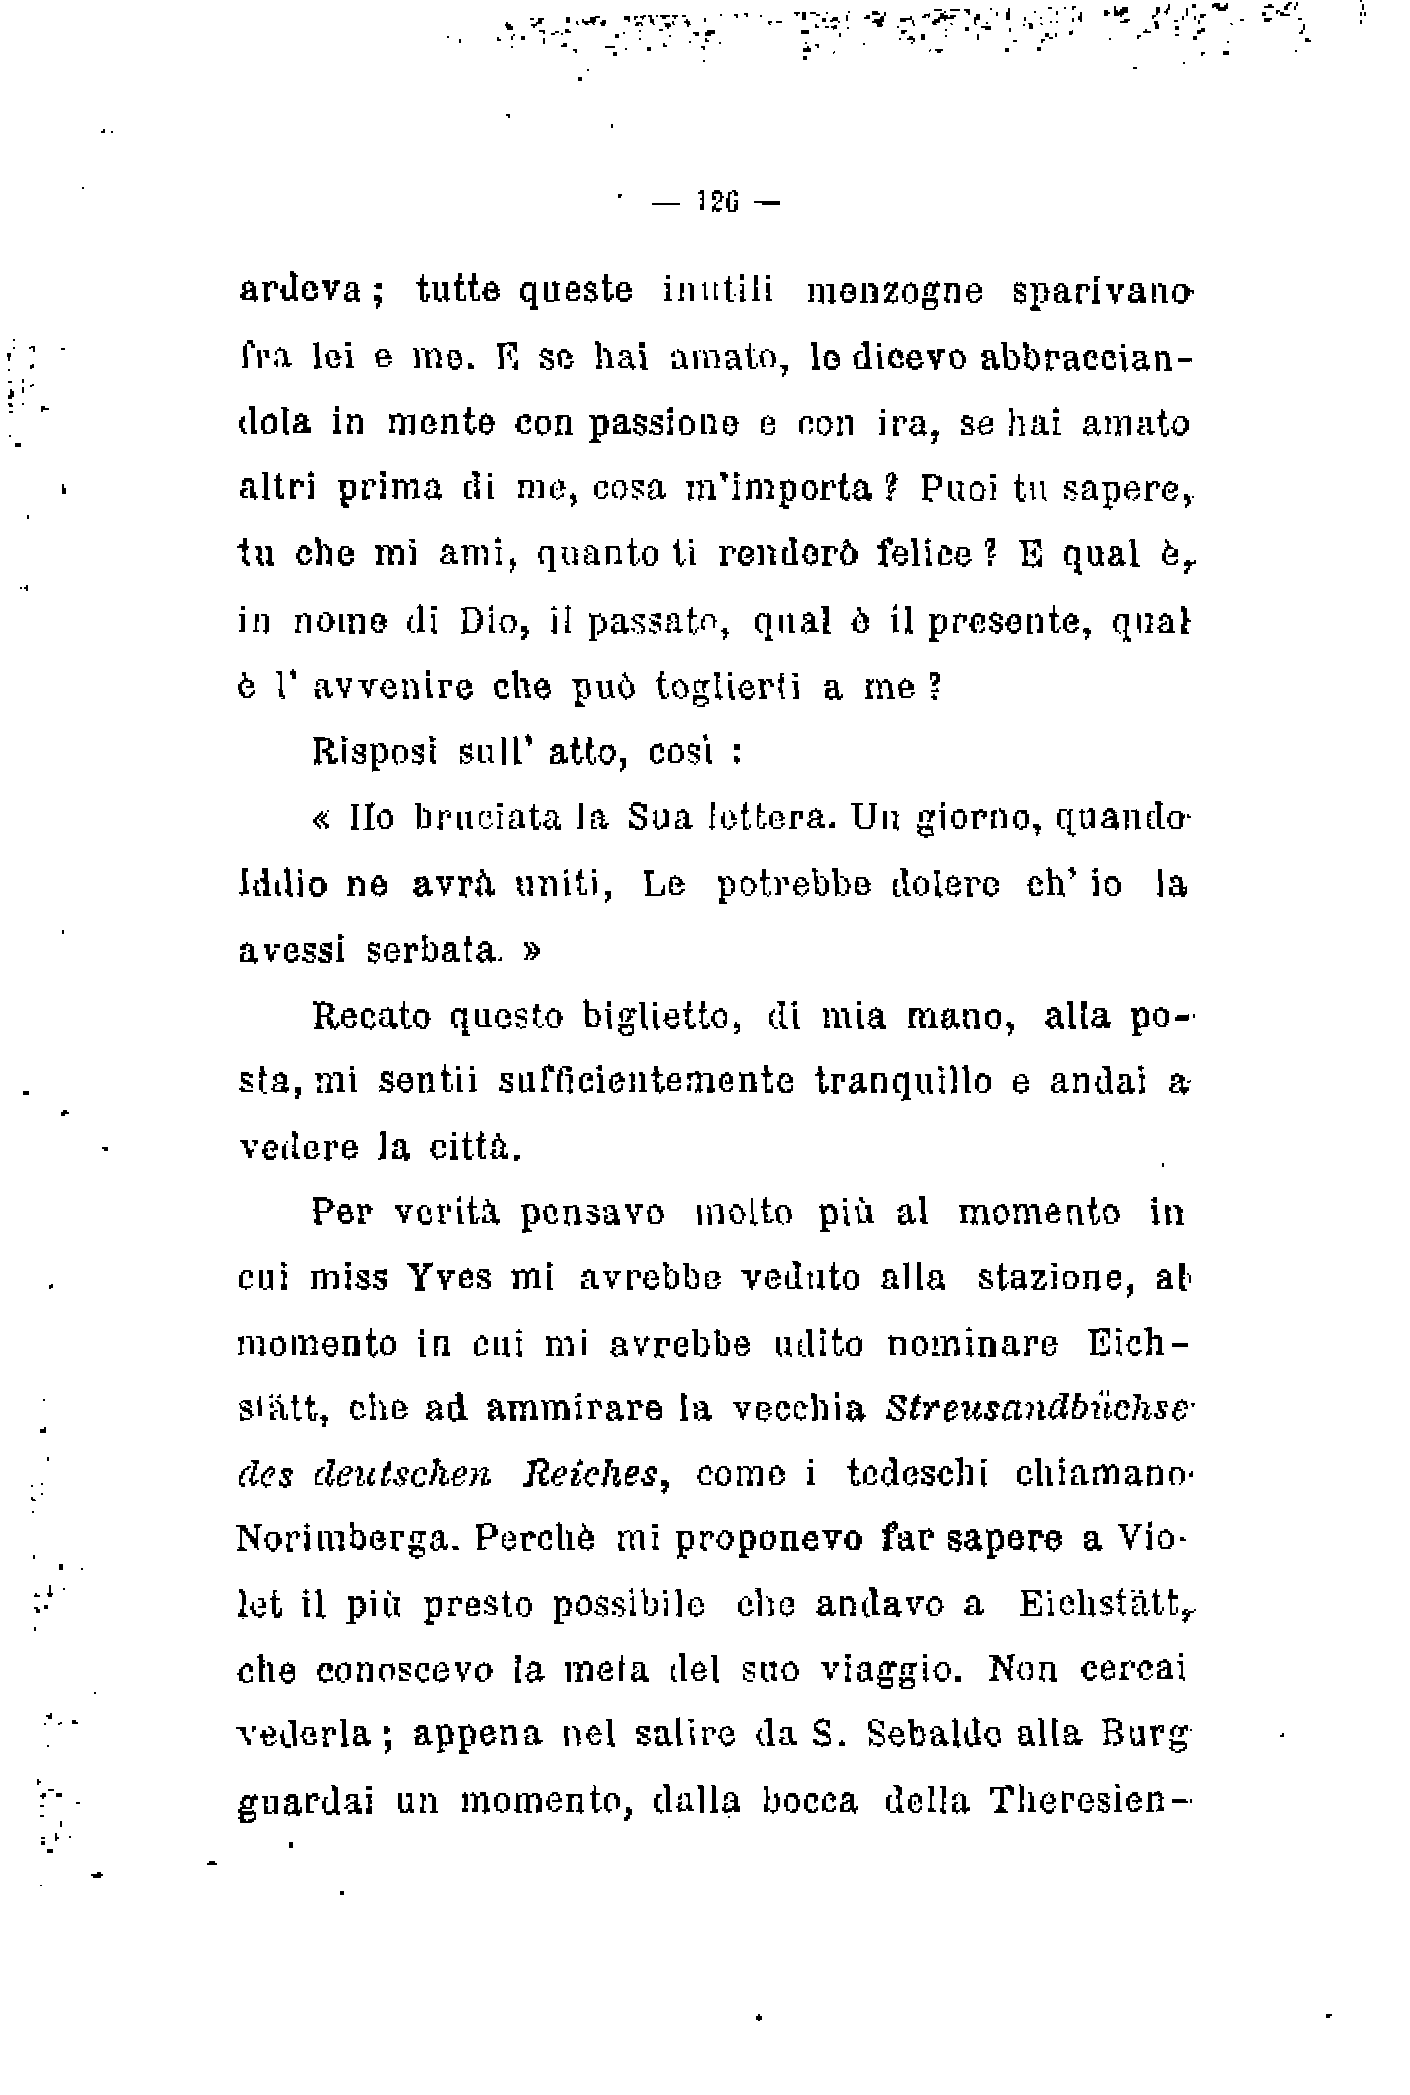 — 126 —
ardeva; tutte queste inutili menzogne sparivano
fra lei e me. E se hai amato, le dicevo abbraccian-
dola in mente con passione e con ira, se hai amato
altri prima di me, cosa m'importa? Puoi tu sapere,
tu che mi ami, quanto ti renderò felice? E qual è,
in nome di Dio, il passato, qual è il presente, qual
è l' avvenire che può toglierti a me?
Risposi sull' atto, così :
« Ho bruciata la Sua lettera. Un giorno, quando
Iddio ne avrà uniti, Le potrebbe dolere ch' io la
avessi serbata. »
Recato questo biglietto, di mia mano, alla po-
sta, mi sentii sufficientemente tranquillo e andai a
vedere la città.
Per verità pensavo molto più al momento in
cui miss Yves mi avrebbe veduto alla stazione, al
momento in cui mi avrebbe udito nominare Eich-
stätt, che ad ammirare la vecchia Streusandbüchse
des deutschen Reiches, come i tedeschi chiamano
Norimberga. Perchè mi proponevo far sapere a Vio-
let il più presto possibile che andavo a Eichstätt,
che conoscevo la meta del suo viaggio. Non cercai
vederla; appena nel salire da S. Sebaldo alla Burg
guardai un momento, dalla bocca della Theresien-